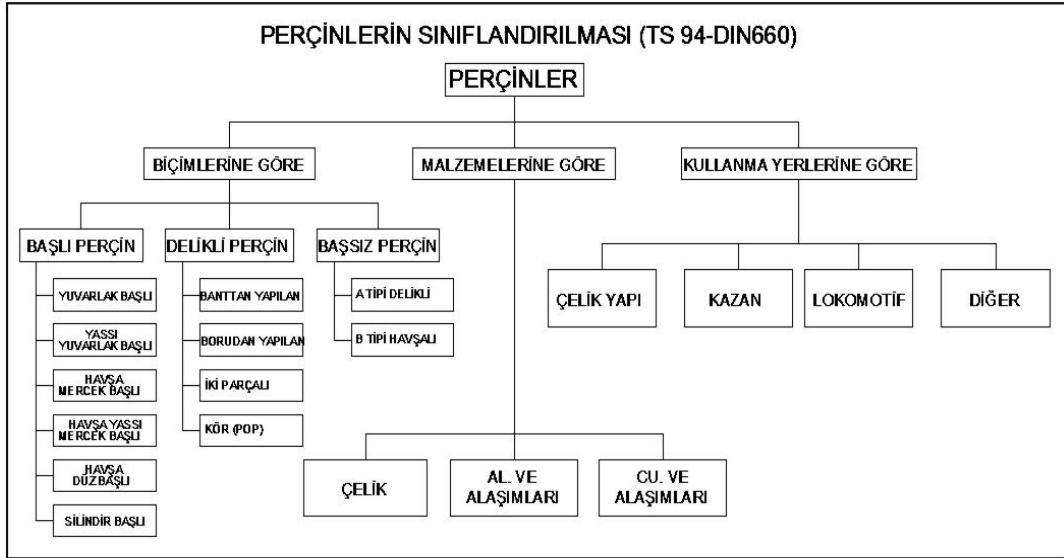 PERÇİNLERİN SINIFLANDIRILMASI (TS 94-DIN660)
PERÇİNLER
BİÇİMLERİNE GÖRE
MALZEMELERİNE GÖRE
KULLANMA YERLERİNE GÖRE
BAŞLI PERÇİN
DELİKLİ PERÇİN
BAŞSIZ PERÇİN
YUVARLAK BAŞLI
YASSI
YUVARLAK BAŞLI
HAVŞA
MERCEK BAŞLI
HAVŞA YASSI
MERCEK BAŞLI
HAVŞA
DÜZ BAŞLI
SİLİNDİR BAŞLI
BANTTAN YAPILAN
BORUDAN YAPILAN
İKİ PARÇALI
KÖR (POP)
A TİPİ DELİKLİ
B TİPİ HAVŞALI
ÇELİK YAPI
KAZAN
LOKOMOTİF
DİĞER
ÇELİK
AL. VE
ALAŞIMLARI
CU. VE
ALAŞIMLARI